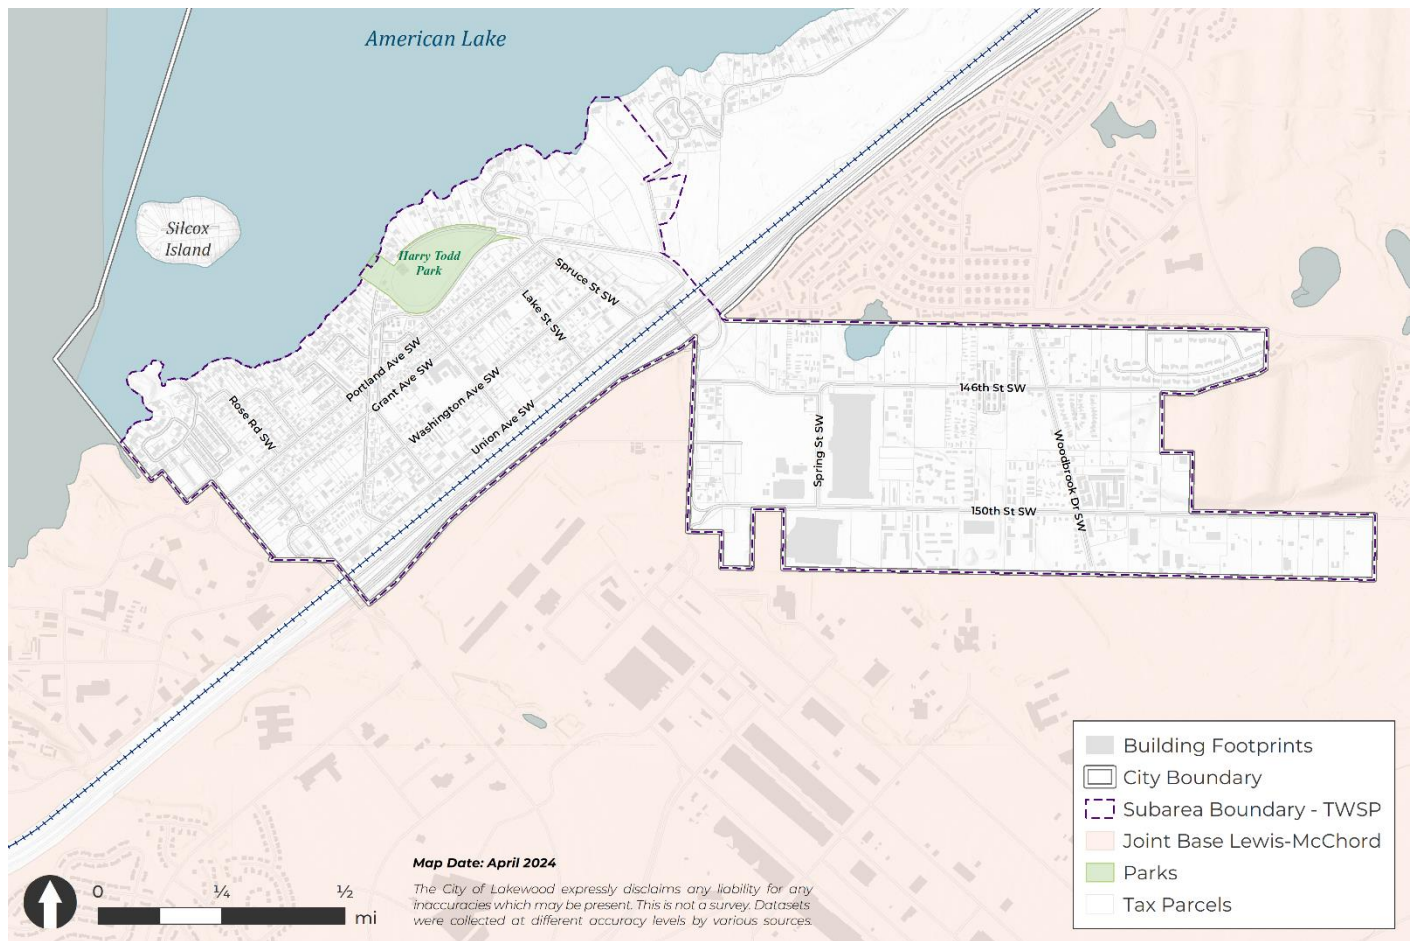 American Lake
Silcox
Island
Harry Todd
Park
Spruce St SW
Lake St SW
Portland Ave SW
Grant Ave SW
Washington Ave SW
Union Ave SW
Rose Rd SW
146th St SW
Spring St SW
Woodbrook Dr SW
150th St SW
Building Footprints
City Boundary
Subarea Boundary - TWSP
Joint Base Lewis-McChord
Parks
Tax Parcels
Map Date: April 2024
The City of Lakewood expressly disclaims any liability for any
inaccuracies which may be present. This is not a survey. Datasets
were collected at different accuracy levels by various sources.
0 ¼ ½
mi